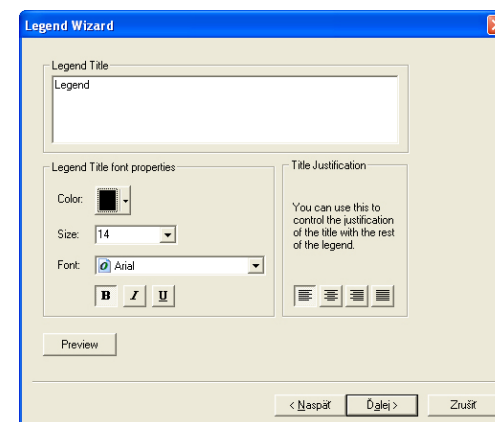 Legend Wizard
Legend Title
Legend
Legend Title font properties
Color:
Size: 14
Font: Arial
B I U
Title Justification
You can use this to
control the justification
of the title with the rest
of the legend.
Preview
< Naspäť Ďalej > Zrušiť